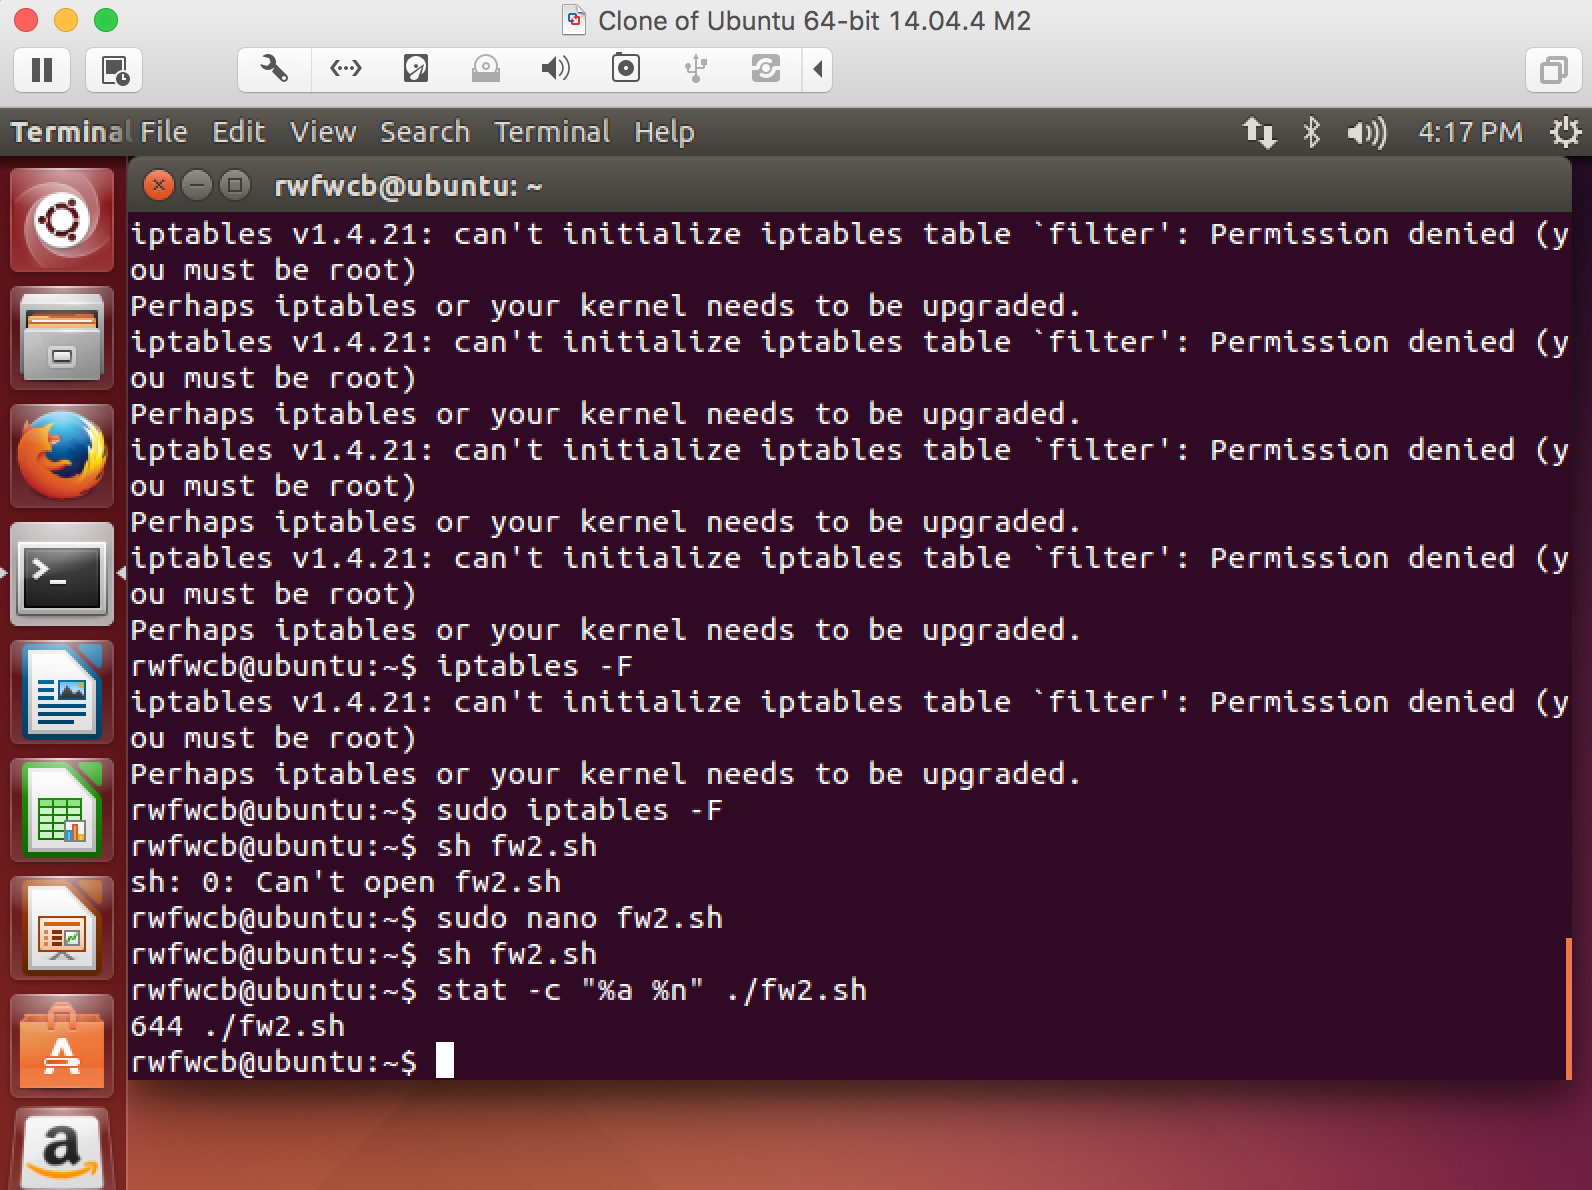 Clone of Ubuntu 64-bit 14.04.4 M2
Terminal File Edit View Search Terminal Help 4:17 PM
rwfwcb@ubuntu: ~
iptables v1.4.21: can't initialize iptables table `filter': Permission denied (y
ou must be root)
Perhaps iptables or your kernel needs to be upgraded.
iptables v1.4.21: can't initialize iptables table `filter': Permission denied (y
ou must be root)
Perhaps iptables or your kernel needs to be upgraded.
iptables v1.4.21: can't initialize iptables table `filter': Permission denied (y
ou must be root)
Perhaps iptables or your kernel needs to be upgraded.
iptables v1.4.21: can't initialize iptables table `filter': Permission denied (y
ou must be root)
Perhaps iptables or your kernel needs to be upgraded.
rwfwcb@ubuntu:~$ iptables -F
iptables v1.4.21: can't initialize iptables table `filter': Permission denied (y
ou must be root)
Perhaps iptables or your kernel needs to be upgraded.
rwfwcb@ubuntu:~$ sudo iptables -F
rwfwcb@ubuntu:~$ sh fw2.sh
sh: 0: Can't open fw2.sh
rwfwcb@ubuntu:~$ sudo nano fw2.sh
rwfwcb@ubuntu:~$ sh fw2.sh
rwfwcb@ubuntu:~$ stat -c "%a %n" ./fw2.sh
644 ./fw2.sh
rwfwcb@ubuntu:~$